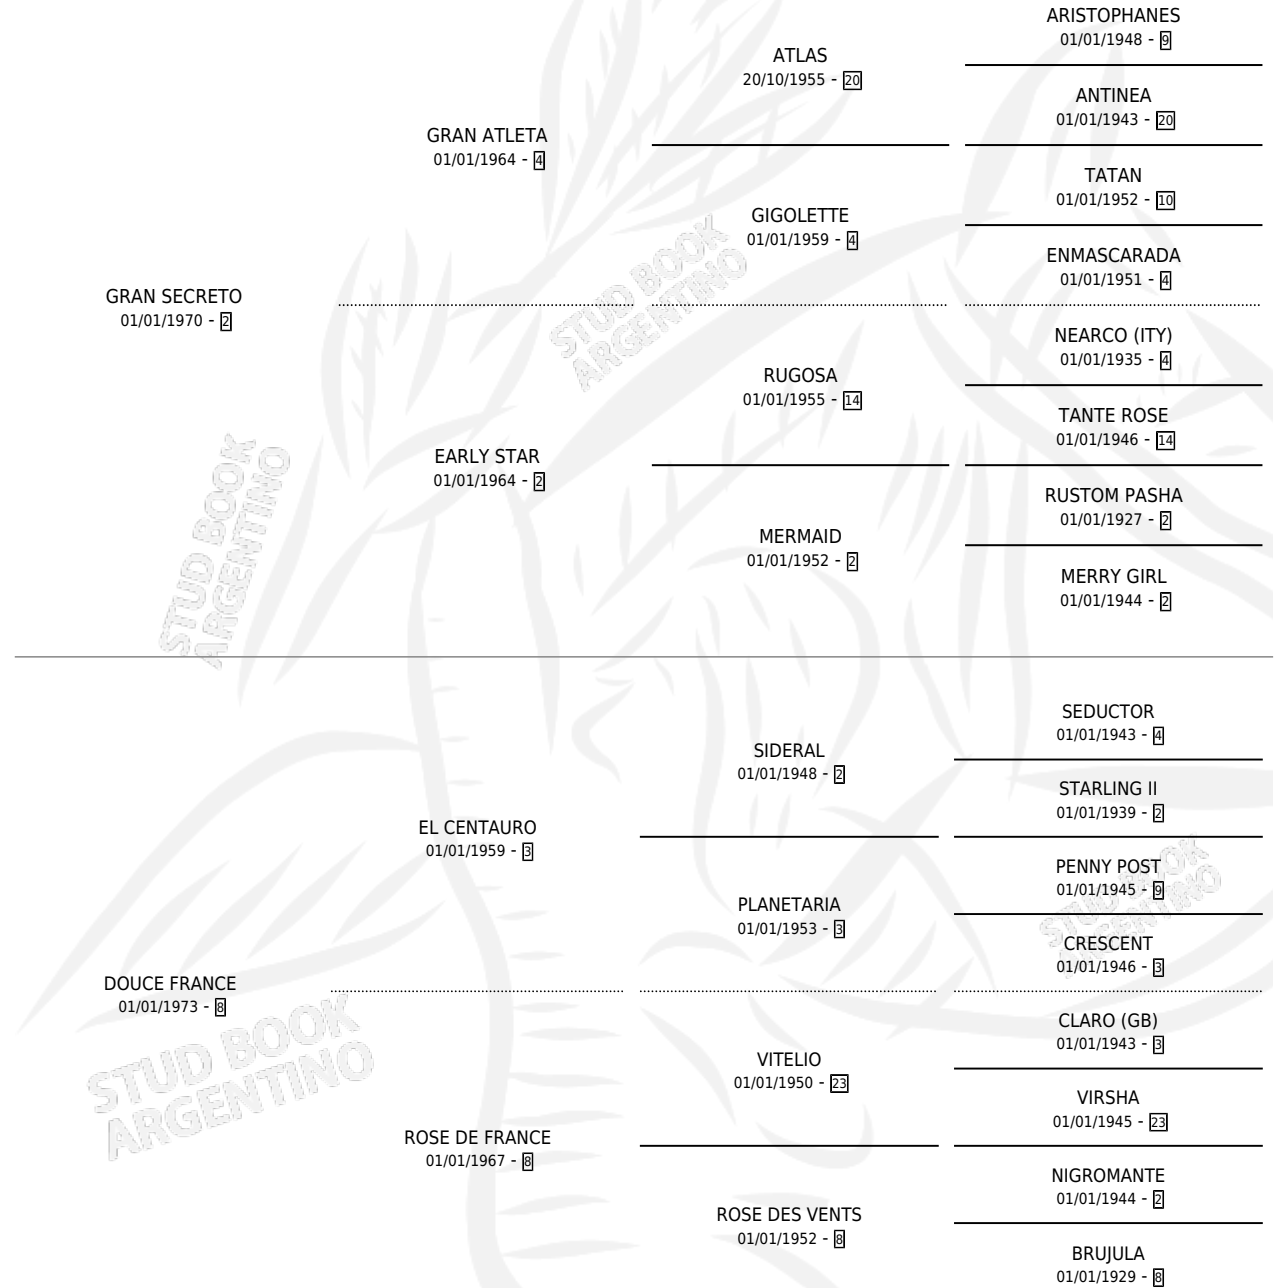 GRAN SECRETO
01/01/1970 - 2
GRAN ATLETA
01/01/1964 - 4
EARLY STAR
01/01/1964 - 2
ATLAS
20/10/1955 - 20
GIGOLETTE
01/01/1959 - 4
RUGOSA
01/01/1955 - 14
MERMAID
01/01/1952 - 2
ARISTOPHANES
01/01/1948 - 9
ANTINEA
01/01/1943 - 20
TATAN
01/01/1952 - 10
ENMASCARADA
01/01/1951 - 4
NEARCO (ITY)
01/01/1935 - 4
TANTE ROSE
01/01/1946 - 14
RUSTOM PASHA
01/01/1927 - 2
MERRY GIRL
01/01/1944 - 2
STUD BOOK
ARGENTINO
STUD BOOK
ARGENTINO
DOUCE FRANCE
01/01/1973 - 8
EL CENTAURO
01/01/1959 - 3
ROSE DE FRANCE
01/01/1967 - 8
SIDERAL
01/01/1948 - 2
PLANETARIA
01/01/1953 - 3
VITELIO
01/01/1950 - 23
ROSE DES VENTS
01/01/1952 - 8
SEDUCTOR
01/01/1943 - 4
STARLING II
01/01/1939 - 2
PENNY POST
01/01/1945 - 9
CRESCENT
01/01/1946 - 3
CLARO (GB)
01/01/1943 - 3
VIRSHA
01/01/1945 - 23
NIGROMANTE
01/01/1944 - 2
BRUJULA
01/01/1929 - 8
STUD BOOK
ARGENTINO
STUD BOOK
ARGENTINO